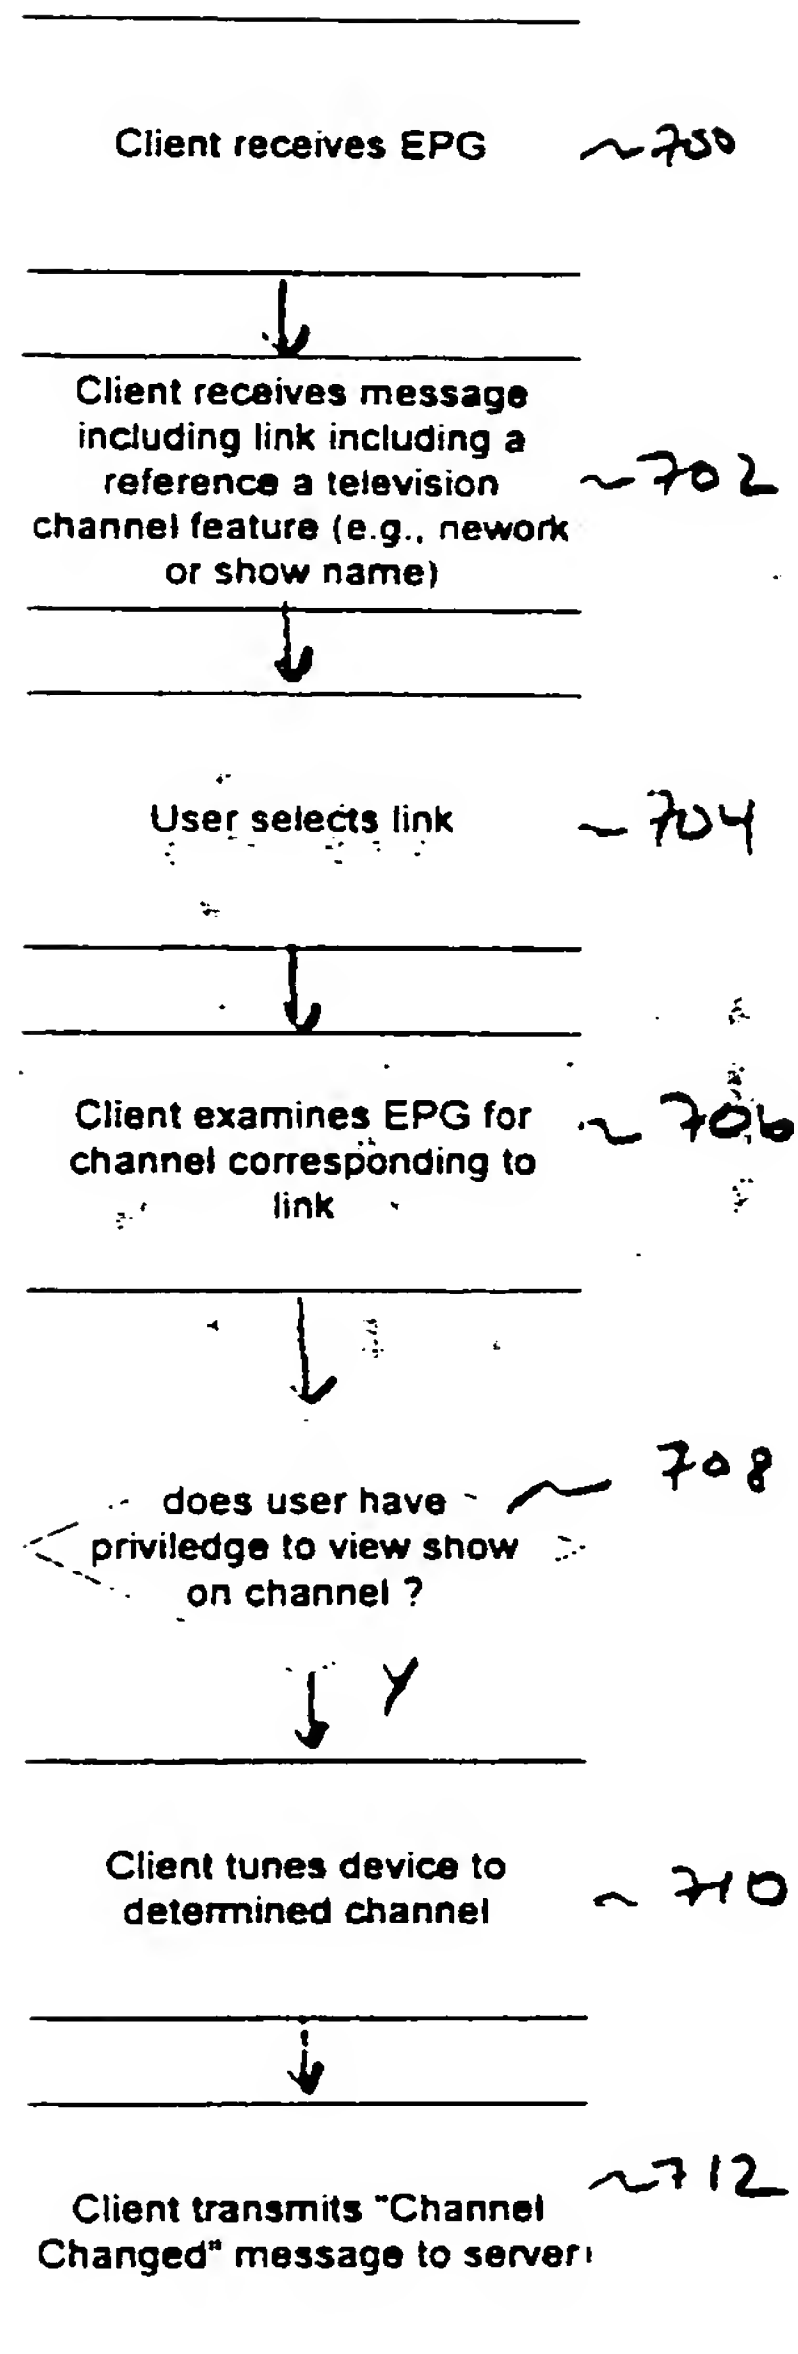 Client receives EPG ~700
Client receives message
including link including a
reference a television ~702
channel feature (e.g., nework
or show name)
User selects link ~704
Client examines EPG for ~706
channel corresponding to
link
708
does user have
priviledge to view show
on channel ?
Y
Client tunes device to
determined channel ~710
~712
Client transmits "Channel
Changed" message to server